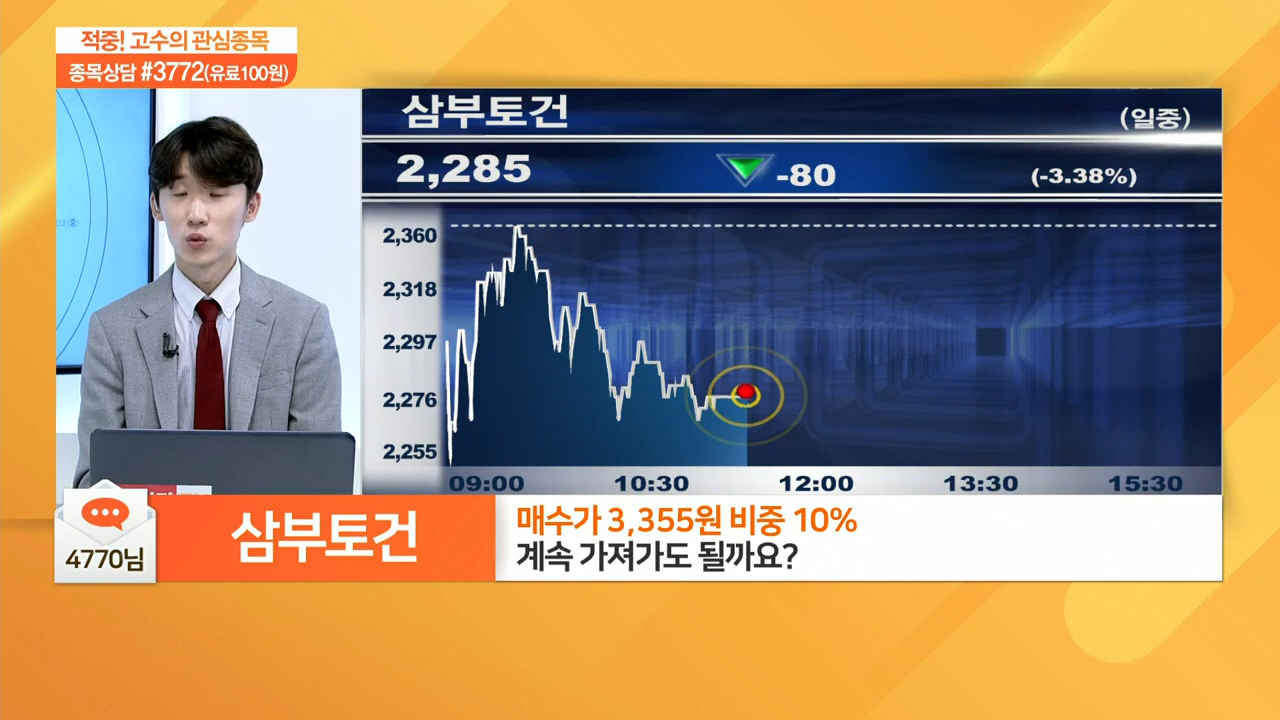 적중! 고수의 관심종목
종목상담 #3772(유료100원)
삼부토건
(일중)
2,285
-80
(-3.38%)
2,360
2,318
2,297
2,276
2,255
09:00 10:30 12:00 13:30 15:30
4770님
삼부토건
매수가 3,355원 비중 10%
계속 가져가도 될까요?